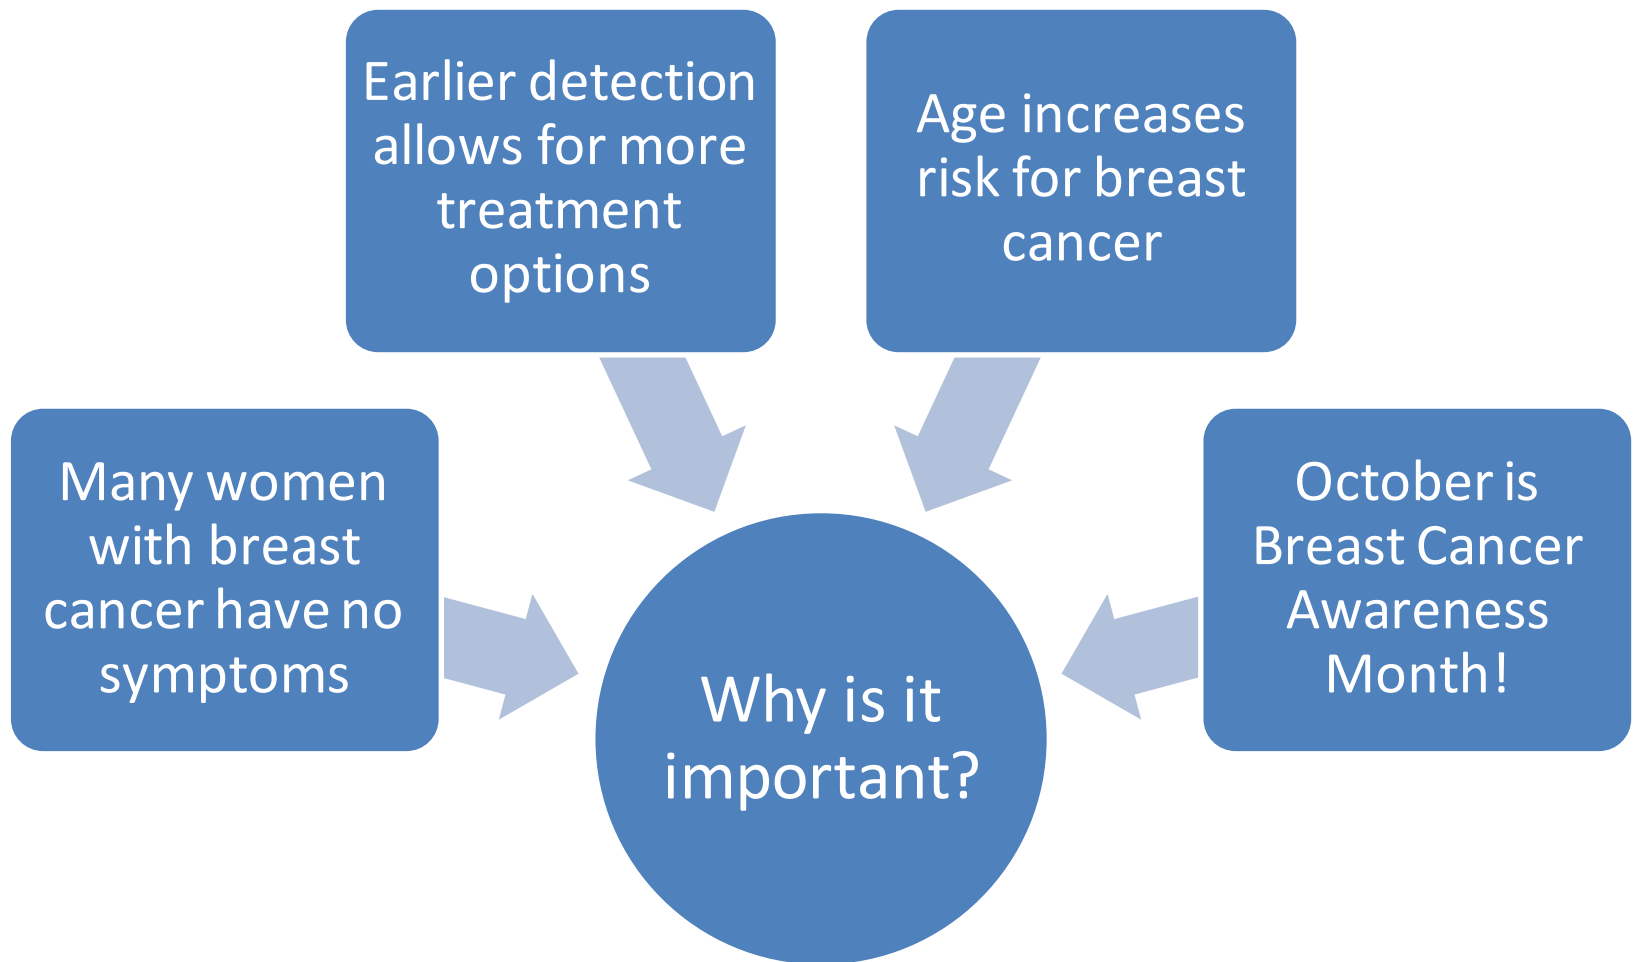 Earlier detection
allows for more
treatment
options
Age increases
risk for breast
cancer
Many women
with breast
cancer have no
symptoms
October is
Breast Cancer
Awareness
Month!
Why is it
important?